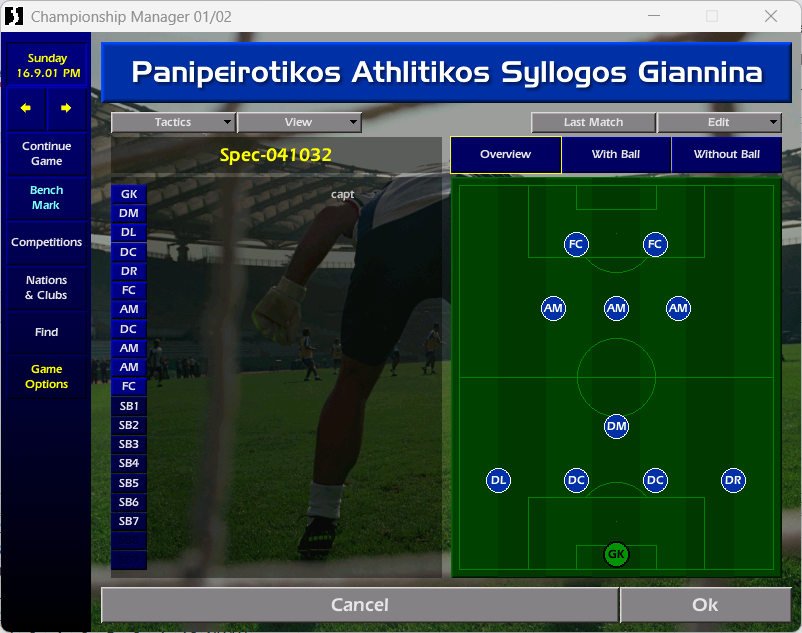 Championship Manager 01/02
Sunday
16.9.01 PM
Continue
Game
Bench
Mark
Competitions
Nations
& Clubs
Find
Game
Options
Panipeirotikos Athlitikos Syllogos Giannina
Tactics
View
Last Match
Edit
Spec-041032
GK
capt
DM
DL
DC
DR
FC
AM
DC
AM
AM
FC
SB1
SB2
SB3
SB4
SB5
SB6
SB7
Overview
With Ball
Without Ball
FC FC
AM AM AM
DM
DL DC DC DR
GK
Cancel
Ok